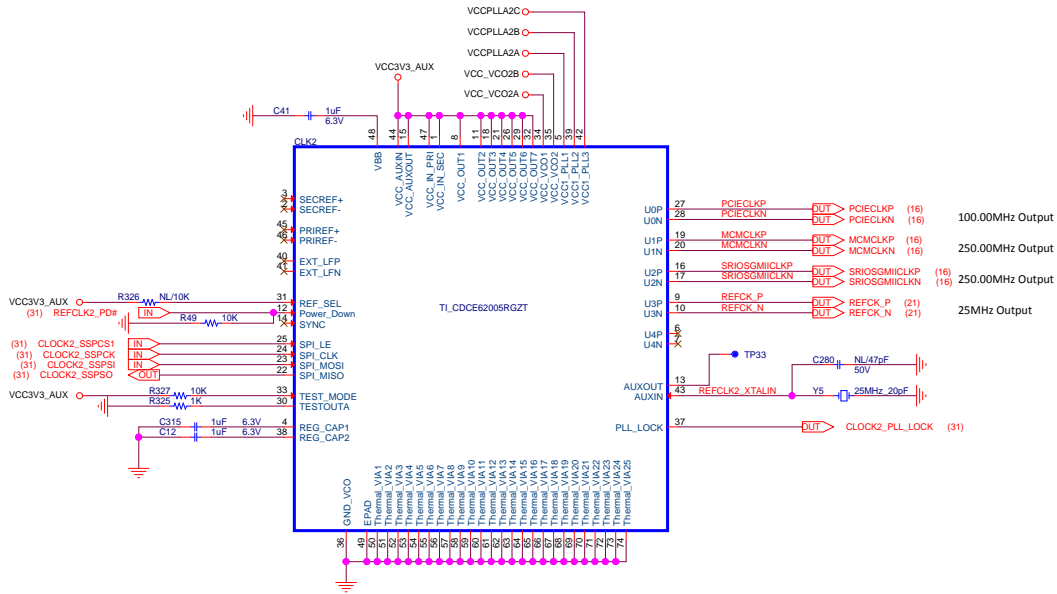 VCCPLLA2C
VCCPLLA2B
VCCPLLA2A
VCC_VCO2B
VCC_VCO2A
VCC3V3_AUX
C41 1uF
6.3V
48 44 15 47 1 8 11 18 21 26 29 32 34 35 5 39 42
CLK2
VBB
VCC_AUXIN
VCC_AUXOUT
VCC_IN_PRI
VCC_IN_SEC
VCC_OUT1
VCC_OUT2
VCC_OUT3
VCC_OUT4
VCC_OUT5
VCC_OUT6
VCC_OUT7
VCC_VCO1
VCC_VCO2
VCC1_PLL1
VCC1_PLL2
VCC1_PLL3
3 SECREF+
2 SECREF-
45 PRIREF+
46 PRIREF-
40 EXT_LFP
41 EXT_LFN
VCC3V3_AUX R326 NL/10K 31 REF_SEL
(31) REFCLK2_PD# IN 12 Power_Down
R49 10K 14 SYNC
(31) CLOCK2_SSPCS1 IN 25 SPI_LE
(31) CLOCK2_SSPCK IN 24 SPI_CLK
(31) CLOCK2_SSPSI IN 23 SPI_MOSI
(31) CLOCK2_SSPSO OUT 22 SPI_MISO
VCC3V3_AUX R327 10K 33 TEST_MODE
R325 1K 30 TESTOUTA
C315 1uF 6.3V 4 REG_CAP1
C12 1uF 6.3V 38 REG_CAP2
TI_CDCE62005RGZT
U0P 27 PCIECLKP OUT PCIECLKP (16)
U0N 28 PCIECLKN OUT PCIECLKN (16)
100.00MHz Output
U1P 19 MCMCLKP OUT MCMCLKP (16)
U1N 20 MCMCLKN OUT MCMCLKN (16)
250.00MHz Output
U2P 16 SRIOSGMIICLKP OUT SRIOSGMIICLKP (16)
U2N 17 SRIOSGMIICLKN OUT SRIOSGMIICLKN (16)
250.00MHz Output
U3P 9 REFCK_P OUT REFCK_P (21)
U3N 10 REFCK_N OUT REFCK_N (21)
25MHz Output
U4P 6
U4N 7
TP33
AUXOUT 13
C280 NL/47pF
50V
AUXIN 43 REFCLK2_XTALIN Y5 25MHz_20pF
PLL_LOCK 37 OUT CLOCK2_PLL_LOCK (31)
GND_VCO
EPAD
Thermal_VIA1
Thermal_VIA2
Thermal_VIA3
Thermal_VIA4
Thermal_VIA5
Thermal_VIA6
Thermal_VIA7
Thermal_VIA8
Thermal_VIA9
Thermal_VIA10
Thermal_VIA11
Thermal_VIA12
Thermal_VIA13
Thermal_VIA14
Thermal_VIA15
Thermal_VIA16
Thermal_VIA17
Thermal_VIA18
Thermal_VIA19
Thermal_VIA20
Thermal_VIA21
Thermal_VIA22
Thermal_VIA23
Thermal_VIA24
Thermal_VIA25
36 49 50 51 52 53 54 55 56 57 58 59 60 61 62 63 64 65 66 67 68 69 70 71 72 73 74